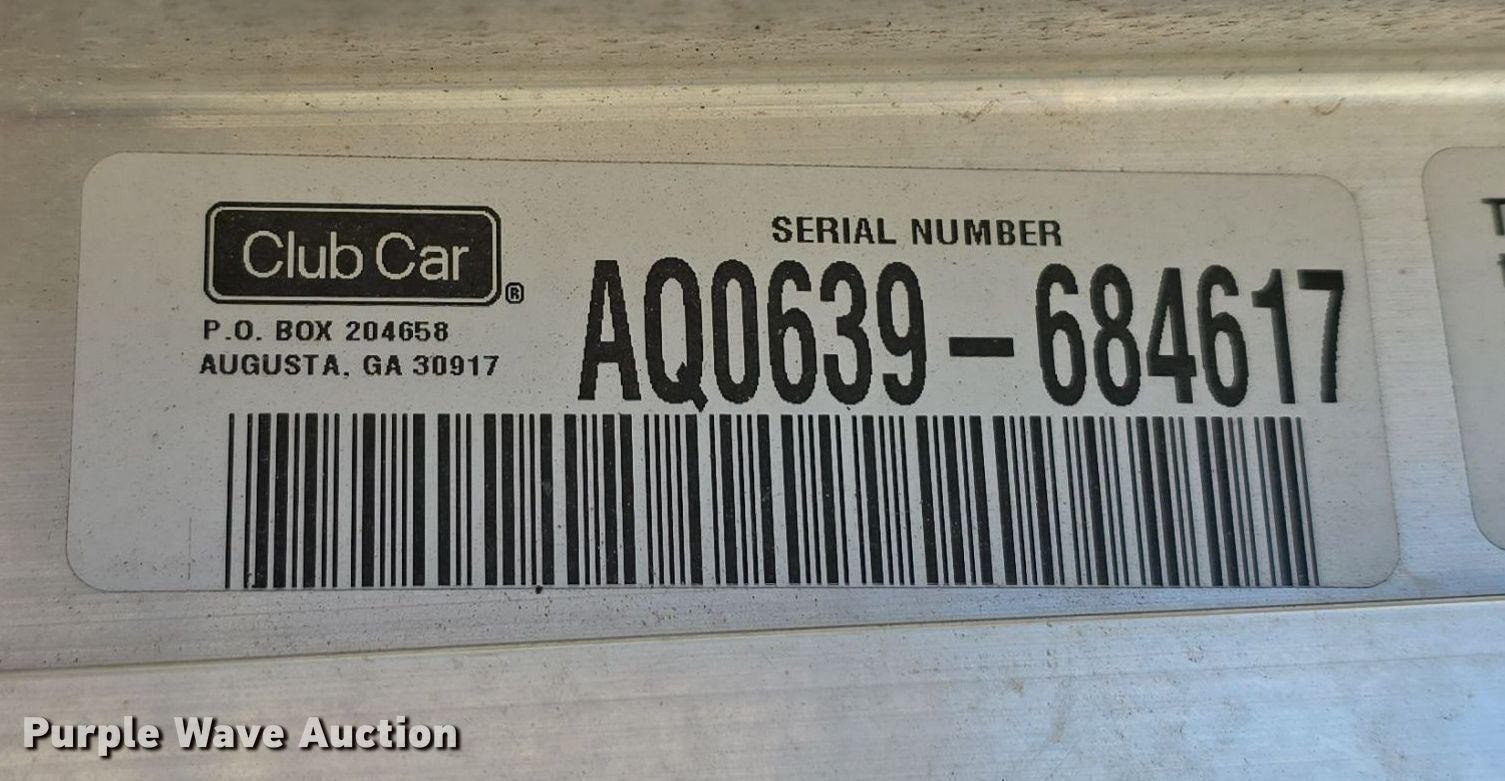 Club Car
®
P.O. BOX 204658
AUGUSTA, GA 30917
SERIAL NUMBER
AQ0639-684617
T
Purple Wave Auction